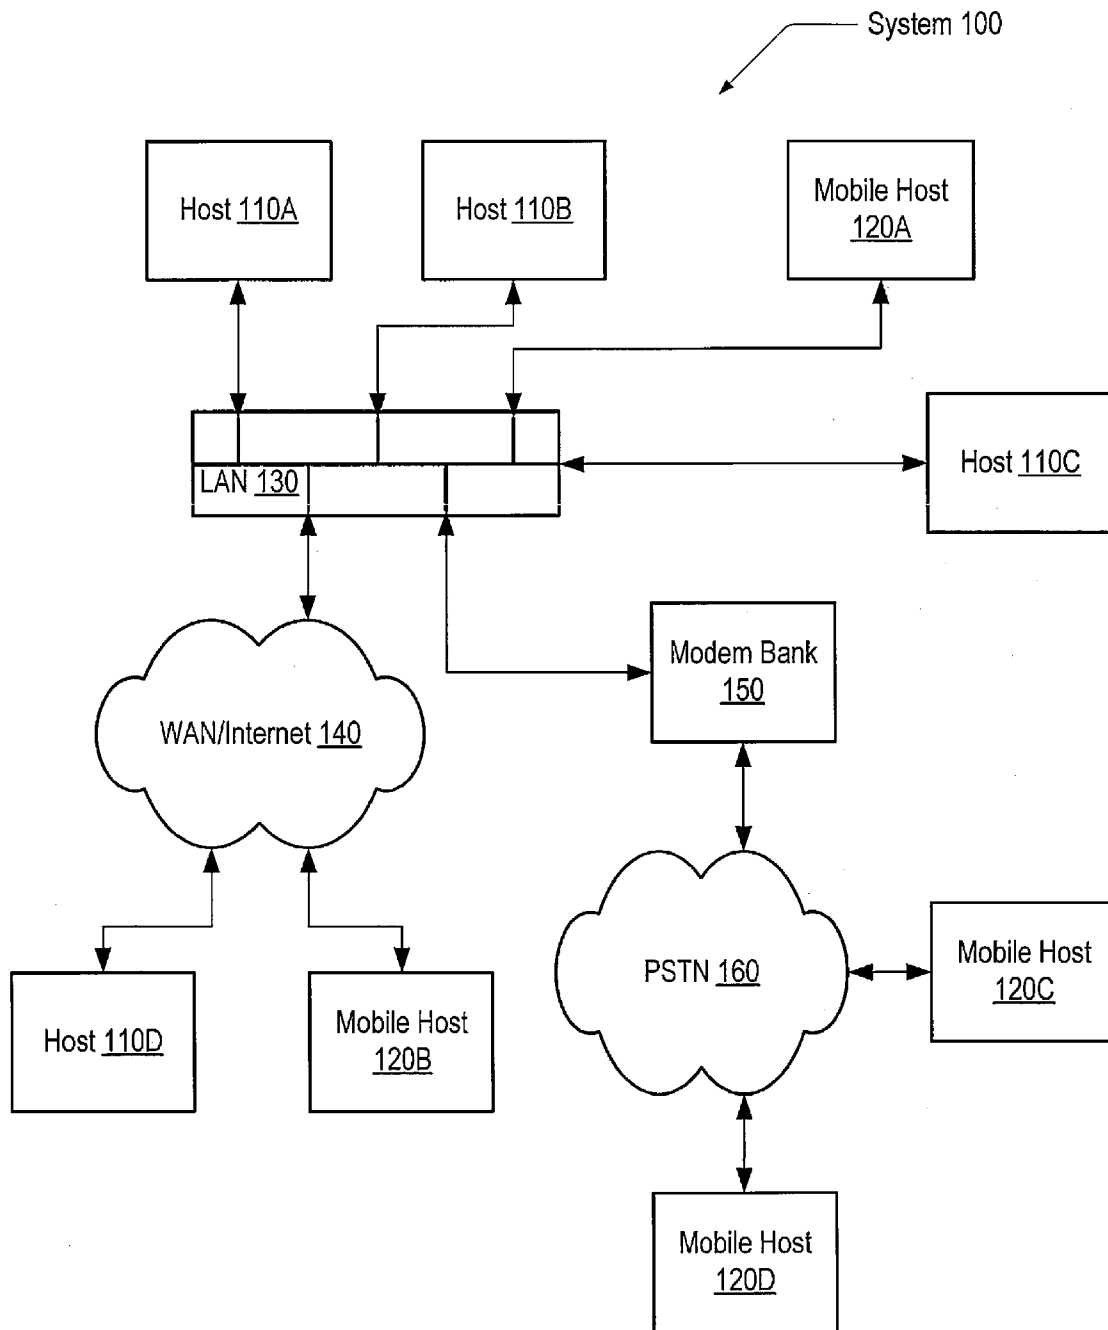 System 100
Host 110A
Host 110B
Mobile Host
120A
LAN 130
Host 110C
Modem Bank
150
WAN/Internet 140
PSTN 160
Mobile Host
120C
Host 110D
Mobile Host
120B
Mobile Host
120D